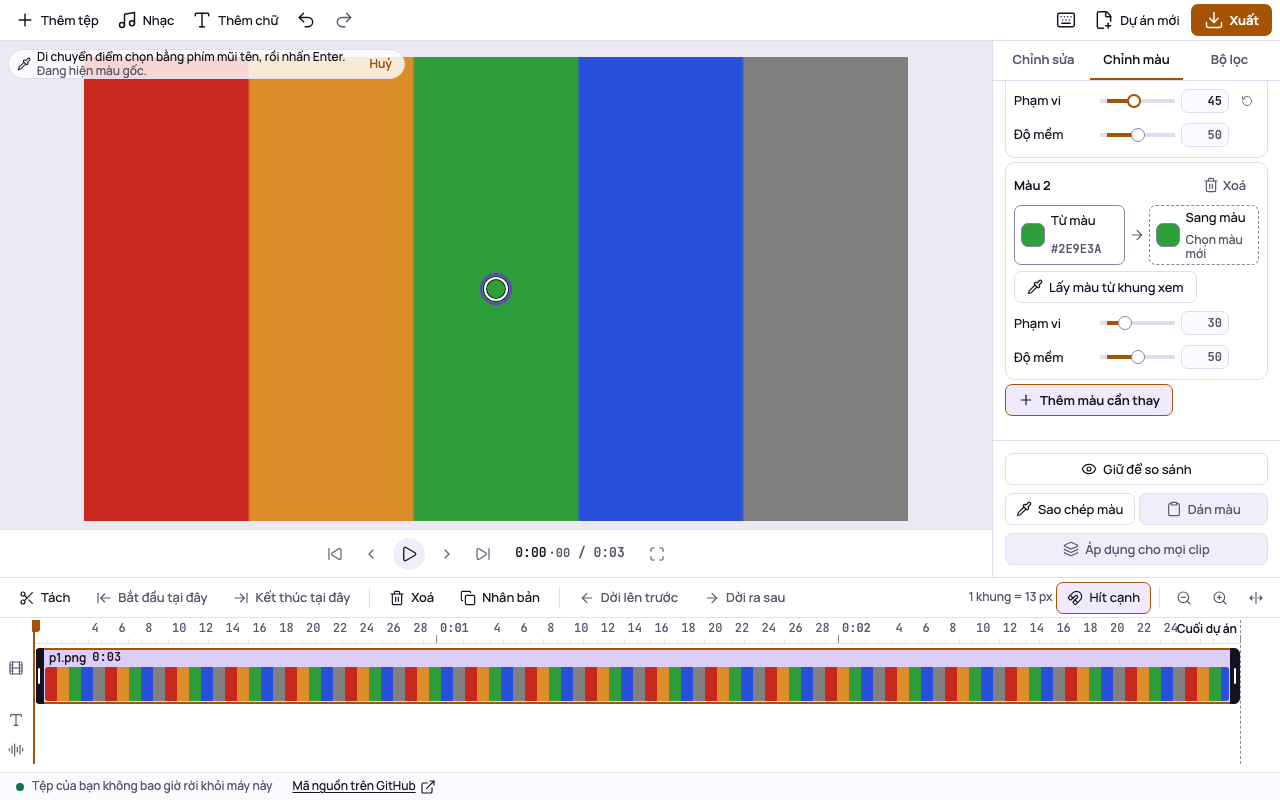 Thêm tệp
Nhạc
Thêm chữ
Dự án mới
Xuất
Di chuyển điểm chọn bằng phím mũi tên, rồi nhấn Enter.
Đang hiện màu gốc.
Huỷ
Chỉnh sửa
Chỉnh màu
Bộ lọc
Phạm vi
45
Độ mềm
50
Màu 2
Xoá
Từ màu
#2E9E3A
Sang màu
Chọn màu
mới
Lấy màu từ khung xem
Phạm vi
30
Độ mềm
50
Thêm màu cần thay
Giữ để so sánh
Sao chép màu
Dán màu
Áp dụng cho mọi clip
0:00·00 / 0:03
Tách
Bắt đầu tại đây
Kết thúc tại đây
Xoá
Nhân bản
Dời lên trước
Dời ra sau
1 khung = 13 px
Hít cạnh
4 6 8 10 12 14 16 18 20 22 24 26 28 0:01 4 6 8 10 12 14 16 18 20 22 24 26 28 0:02 4 6 8 10 12 14 16 18 20 22 24 Cuối dự án
p1.png 0:03
Tệp của bạn không bao giờ rời khỏi máy này
Mã nguồn trên GitHub